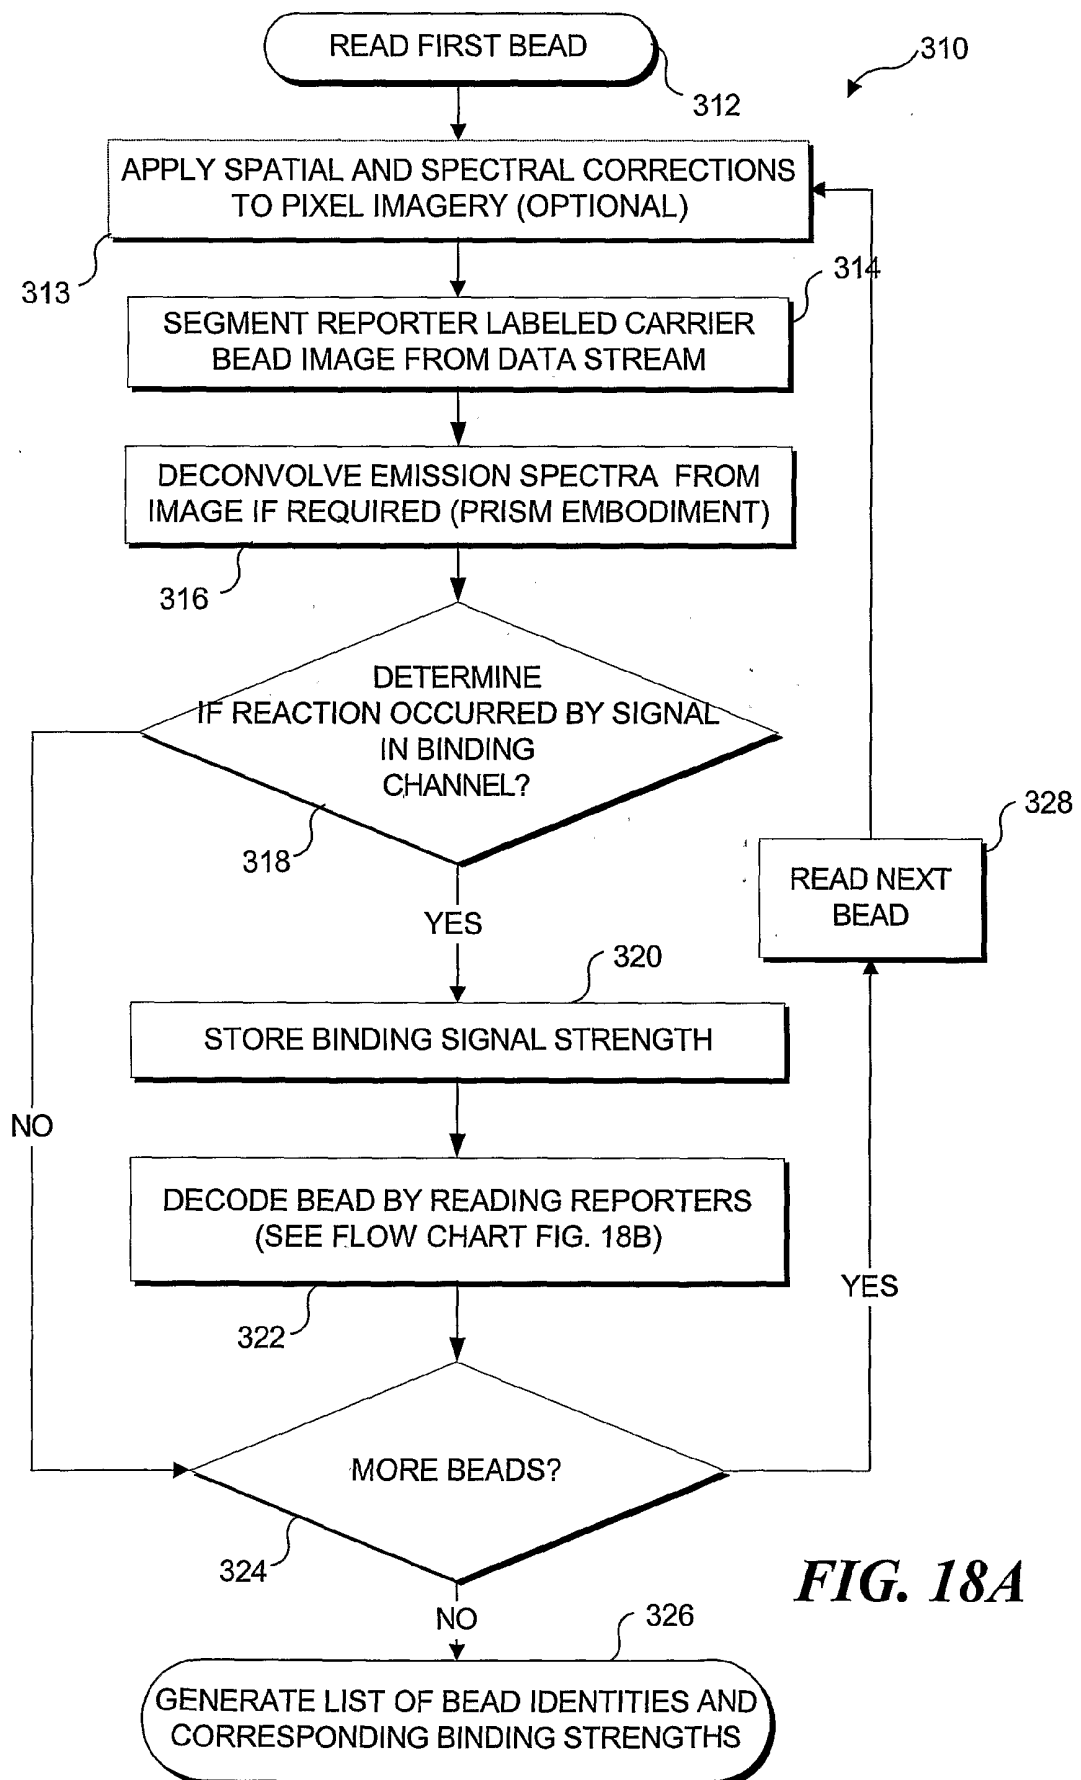 READ FIRST BEAD
310
312
APPLY SPATIAL AND SPECTRAL CORRECTIONS
TO PIXEL IMAGERY (OPTIONAL)
313
314
SEGMENT REPORTER LABELED CARRIER
BEAD IMAGE FROM DATA STREAM
DECONVOLVE EMISSION SPECTRA FROM
IMAGE IF REQUIRED (PRISM EMBODIMENT)
316
DETERMINE
IF REACTION OCCURRED BY SIGNAL
IN BINDING
CHANNEL?
318
328
READ NEXT
BEAD
YES
320
STORE BINDING SIGNAL STRENGTH
NO
DECODE BEAD BY READING REPORTERS
(SEE FLOW CHART FIG. 18B)
YES
322
MORE BEADS?
324
FIG. 18A
NO
326
GENERATE LIST OF BEAD IDENTITIES AND
CORRESPONDING BINDING STRENGTHS